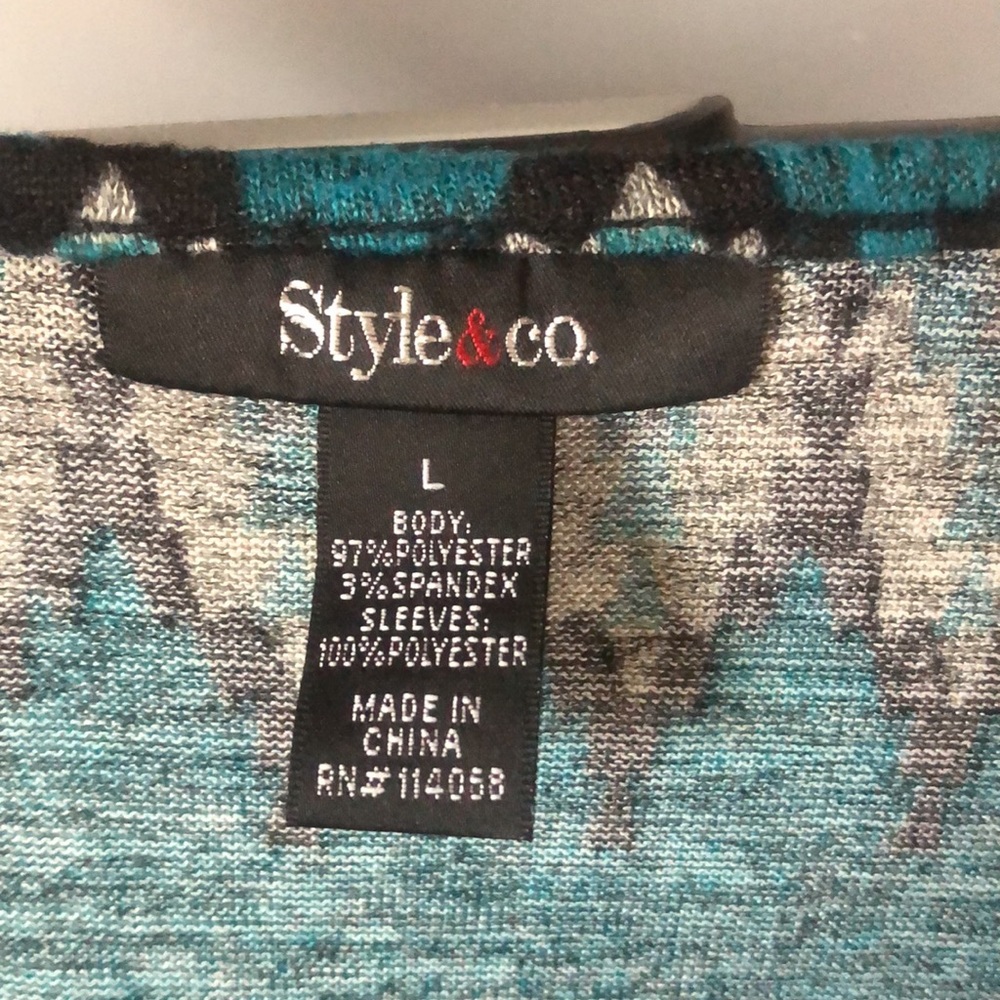 Style&co.
L
BODY:
97%POLYESTER
3%SPANDEX
SLEEVES:
100%POLYESTER
MADE IN
CHINA
RN#114068